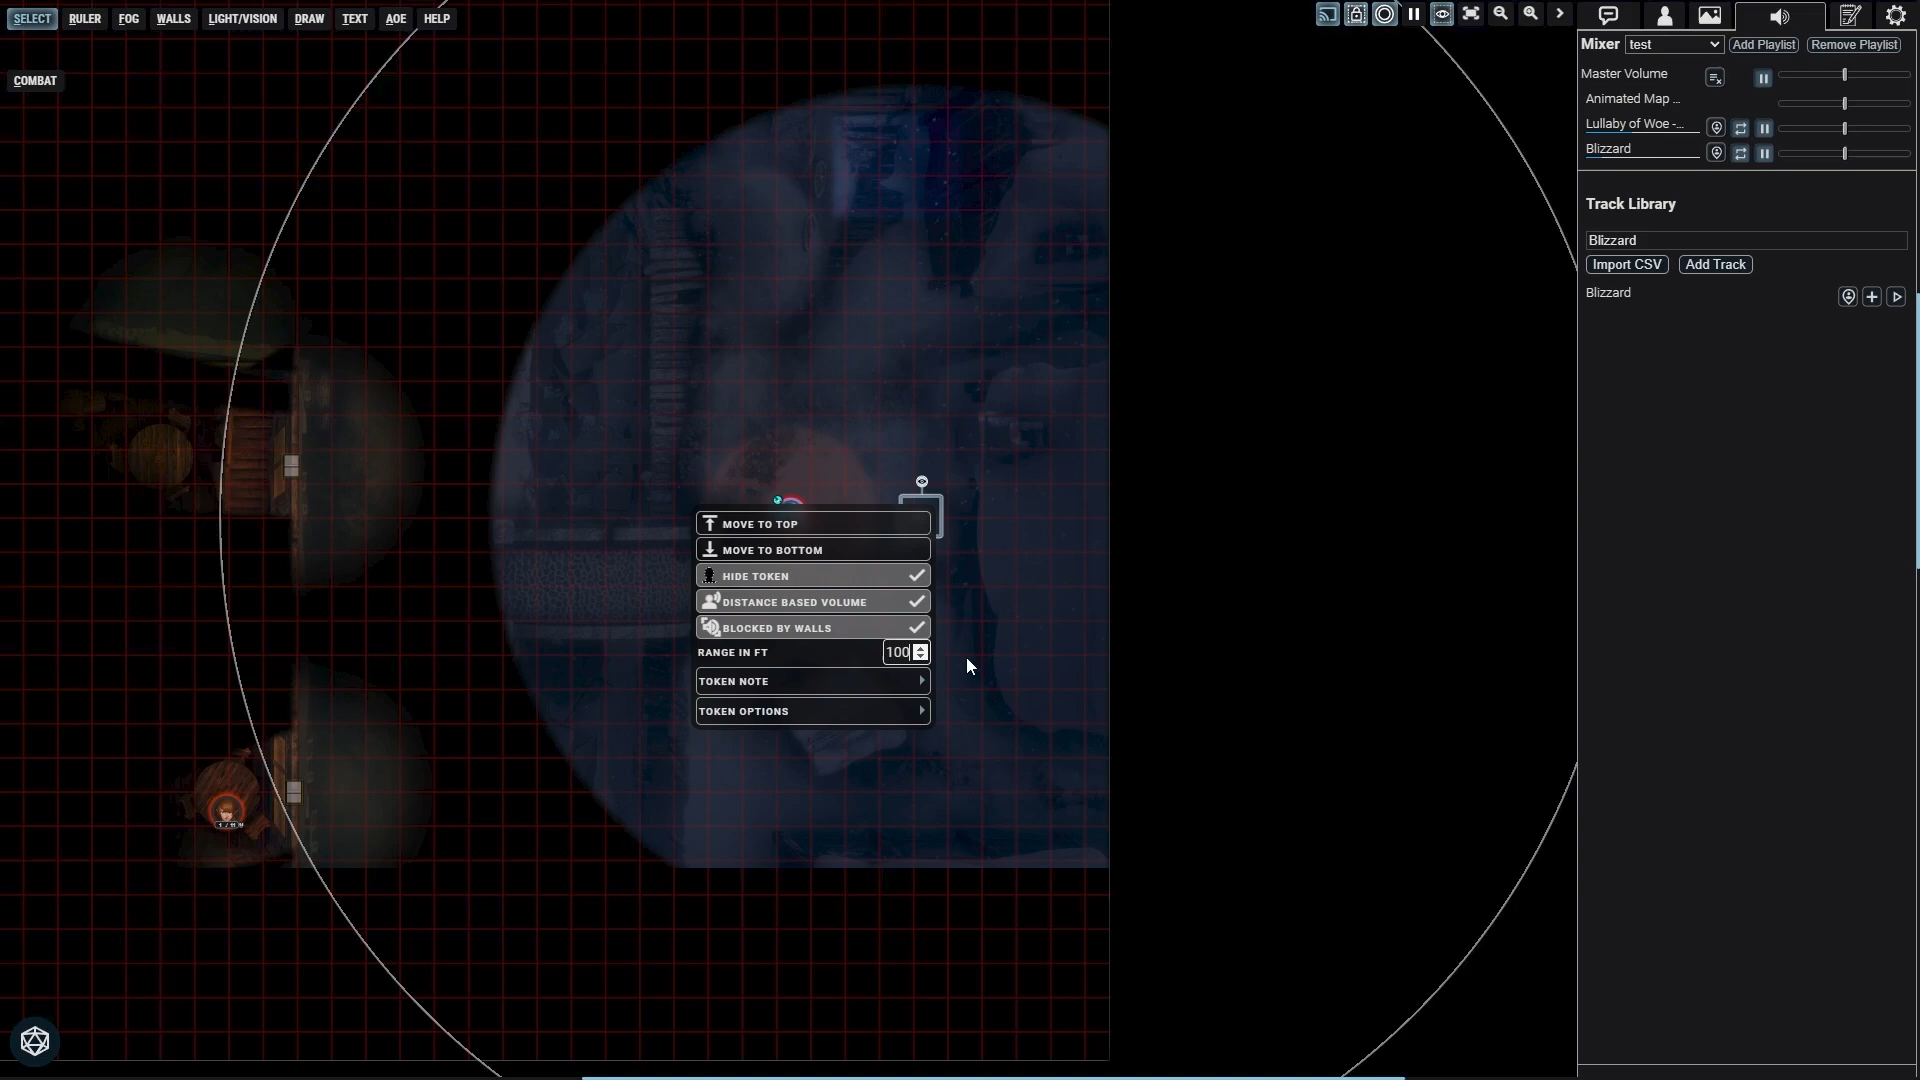 SELECT RULER FOG WALLS LIGHT/VISION DRAW TEXT AOE HELP
COMBAT
Mixer test Add Playlist Remove Playlist
Master Volume
Animated Map ...
Lullaby of Woe -...
Blizzard
Track Library
Blizzard
Import CSV Add Track
Blizzard
MOVE TO TOP
MOVE TO BOTTOM
HIDE TOKEN
DISTANCE BASED VOLUME
BLOCKED BY WALLS
RANGE IN FT 100
TOKEN NOTE
TOKEN OPTIONS